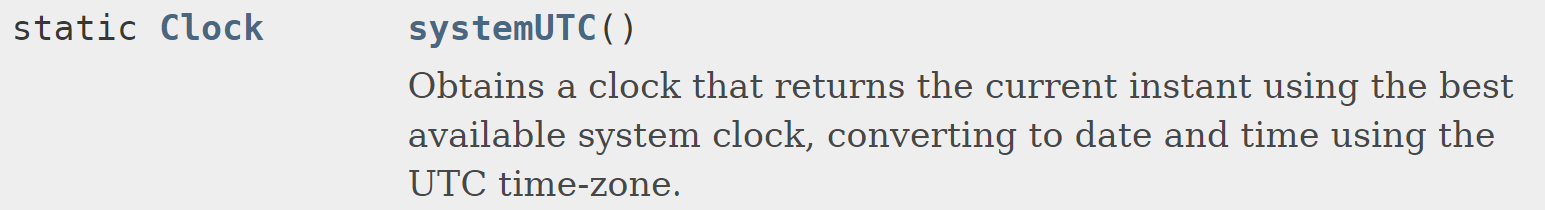 static Clock systemUTC()
Obtains a clock that returns the current instant using the best
available system clock, converting to date and time using the
UTC time-zone.